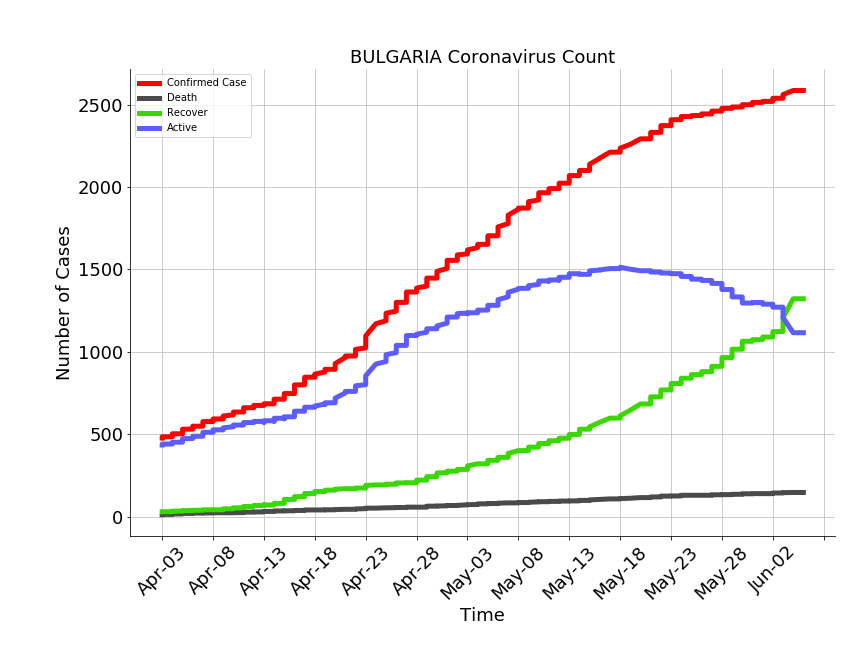 BULGARIA Coronavirus Count
Confirmed Case
Death
Recover
Active
Number of Cases
2500
2000
1500
1000
500
0
Apr-03
Apr-08
Apr-13
Apr-18
Apr-23
Apr-28
May-03
May-08
May-13
May-18
May-23
May-28
Jun-02
Time